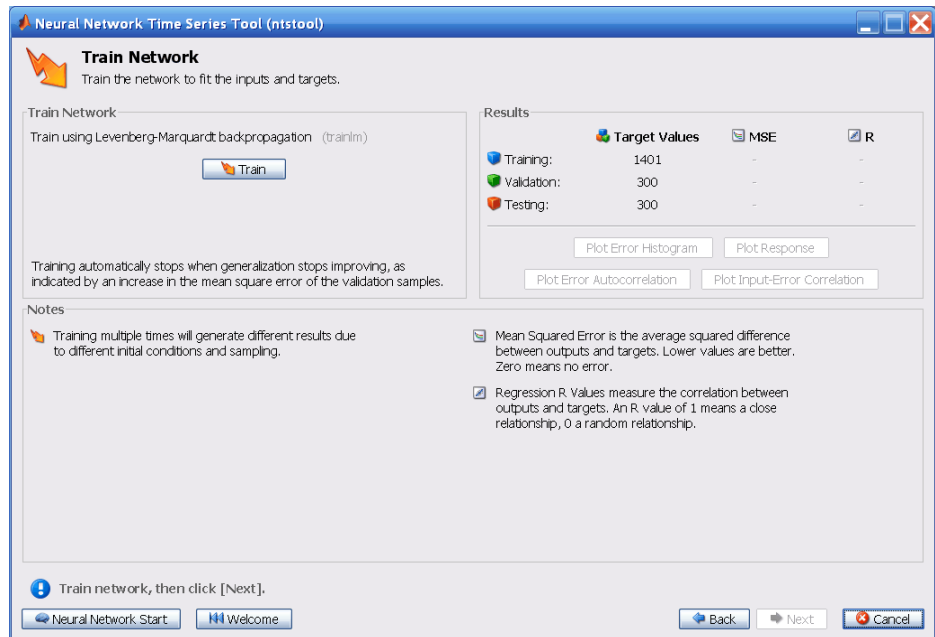 Neural Network Time Series Tool (ntstool)
Train Network
Train the network to fit the inputs and targets.
Train Network
Train using Levenberg-Marquardt backpropagation (trainlm)
Train
Training automatically stops when generalization stops improving, as
indicated by an increase in the mean square error of the validation samples.
Results
Target Values MSE R
Training: 1401 - -
Validation: 300 - -
Testing: 300 - -
Plot Error Histogram Plot Response
Plot Error Autocorrelation Plot Input-Error Correlation
Notes
Training multiple times will generate different results due
to different initial conditions and sampling.
Mean Squared Error is the average squared difference
between outputs and targets. Lower values are better.
Zero means no error.
Regression R Values measure the correlation between
outputs and targets. An R value of 1 means a close
relationship, 0 a random relationship.
Train network, then click [Next].
Neural Network Start Welcome Back Next Cancel